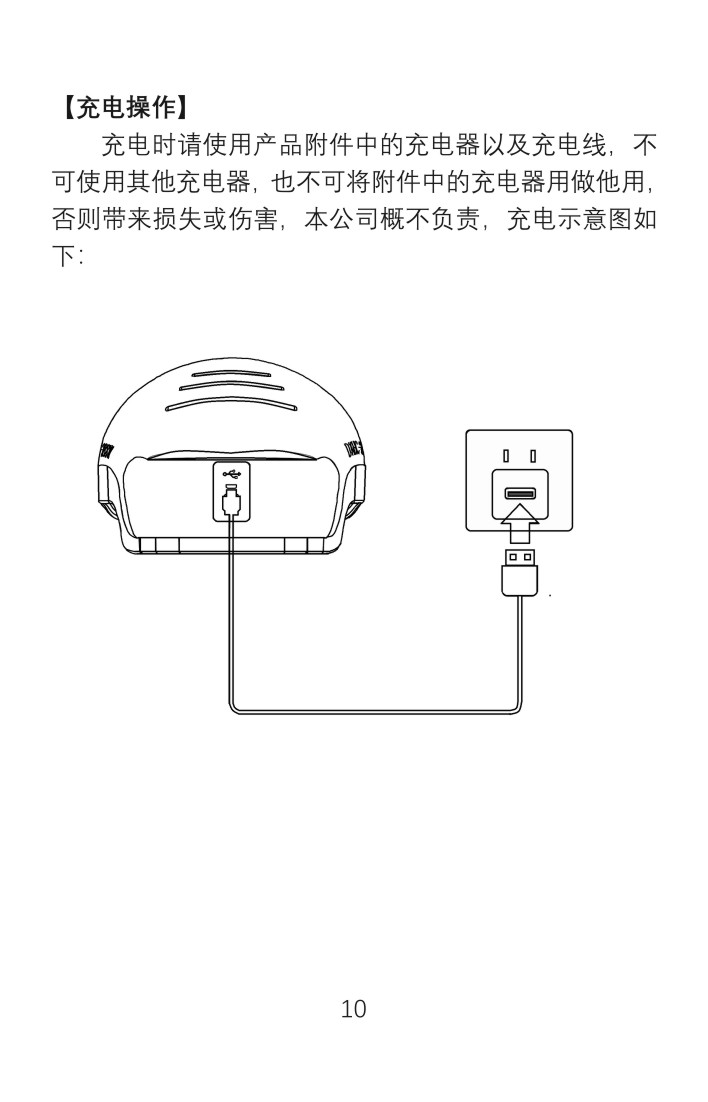 【充电操作】
充电时请使用产品附件中的充电器以及充电线，不
可使用其他充电器，也不可将附件中的充电器用做他用，
否则带来损失或伤害，本公司概不负责，充电示意图如
下：
10